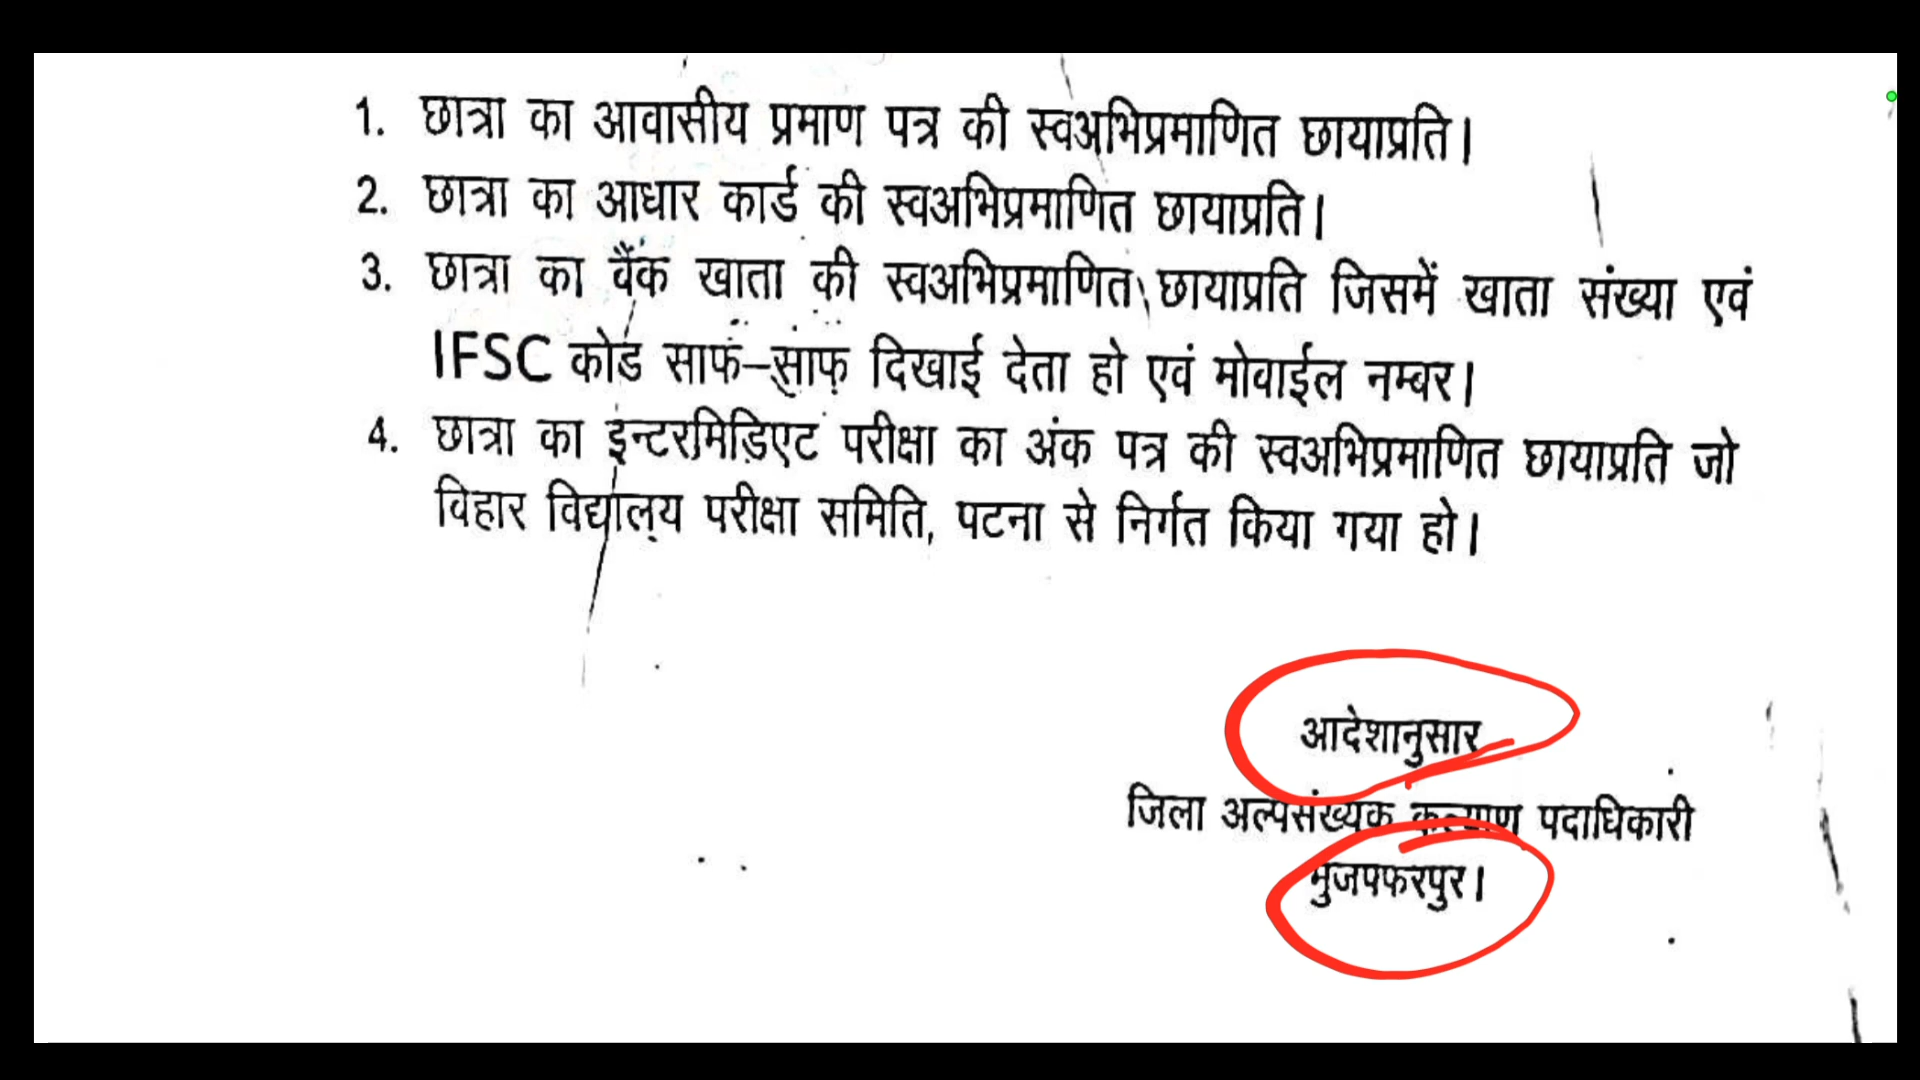 1. छात्रा का आवासीय प्रमाण पत्र की स्वअभिप्रमाणित छायाप्रति।
2. छात्रा का आधार कार्ड की स्वअभिप्रमाणित छायाप्रति।
3. छात्रा का वैंक खाता की स्वअभिप्रमाणित छायाप्रति जिसमें खाता संख्या एवं
IFSC कोड साफ–साफ दिखाई देता हो एवं मोवाईल नम्बर।
4. छात्रा का इन्टरमिडिएट परीक्षा का अंक पत्र की स्वअभिप्रमाणित छायाप्रति जो
विहार विद्यालय परीक्षा समिति, पटना से निर्गत किया गया हो।
आदेशानुसार
जिला अल्पसंख्यक कल्याण पदाधिकारी
मुजफ्फरपुर।